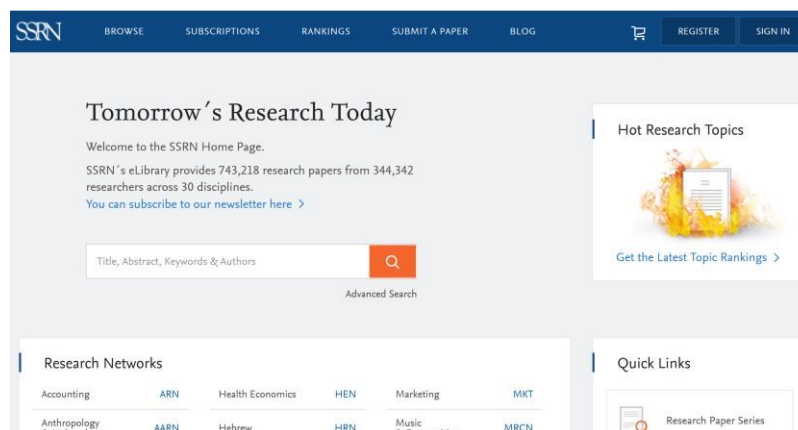 SSRN BROWSE SUBSCRIPTIONS RANKINGS SUBMIT A PAPER BLOG REGISTER SIGN IN
Tomorrow´s Research Today
Welcome to the SSRN Home Page.
SSRN´s eLibrary provides 743,218 research papers from 344,342
researchers across 30 disciplines.
You can subscribe to our newsletter here >
Title, Abstract, Keywords & Authors
Advanced Search
Hot Research Topics
Get the Latest Topic Rankings >
Research Networks
Accounting ARN Health Economics HEN Marketing MKT
Anthropology AARN Hebrew HRN Music MRCN
Quick Links
Research Paper Series